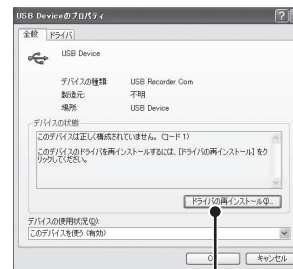 USB Deviceのプロパティ
全般 ドライバ
USB Device
デバイスの種類: USB Recorder Com
製造元: 不明
場所: USB Device
デバイスの状態
このデバイスは正しく構成されていません。 (コード 1)
このデバイスのドライバを再インストールするには、[ドライバの再インストール] をク
リックしてください。
ドライバの再インストール(I)...
デバイスの使用状況(D):
このデバイスを使う (有効)
キャンセル